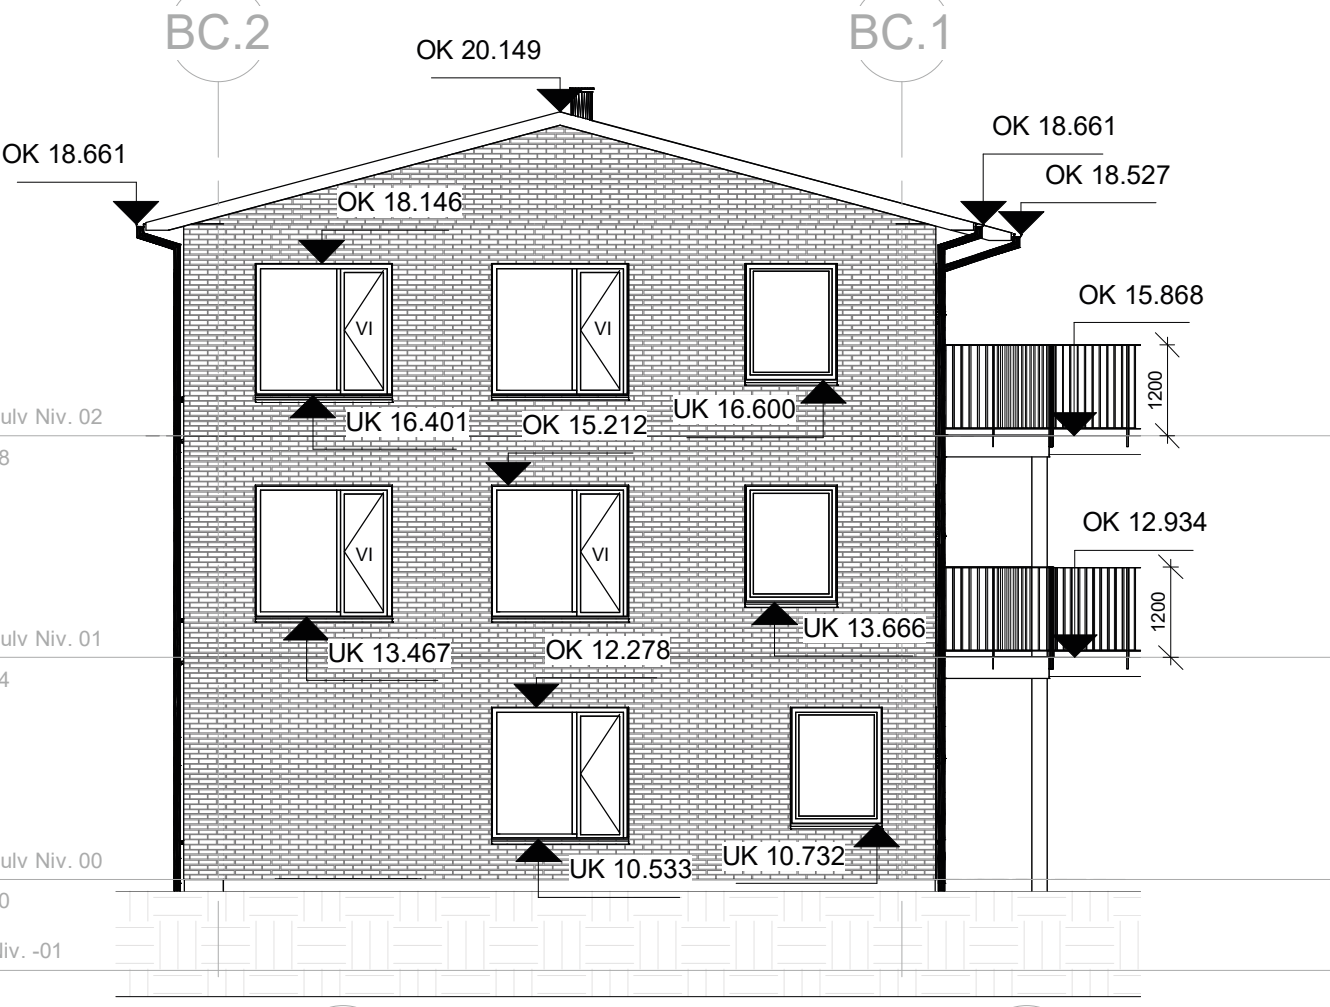 BC.2
BC.1
OK 20.149
OK 18.661
OK 18.661
OK 18.527
OK 18.146
OK 15.868
VI
VI
1200
UK 16.401
UK 16.600
OK 15.212
ulv Niv. 02
8
OK 12.934
VI
VI
1200
UK 13.467
UK 13.666
OK 12.278
ulv Niv. 01
4
UK 10.533
UK 10.732
ulv Niv. 00
0
Niv. -01